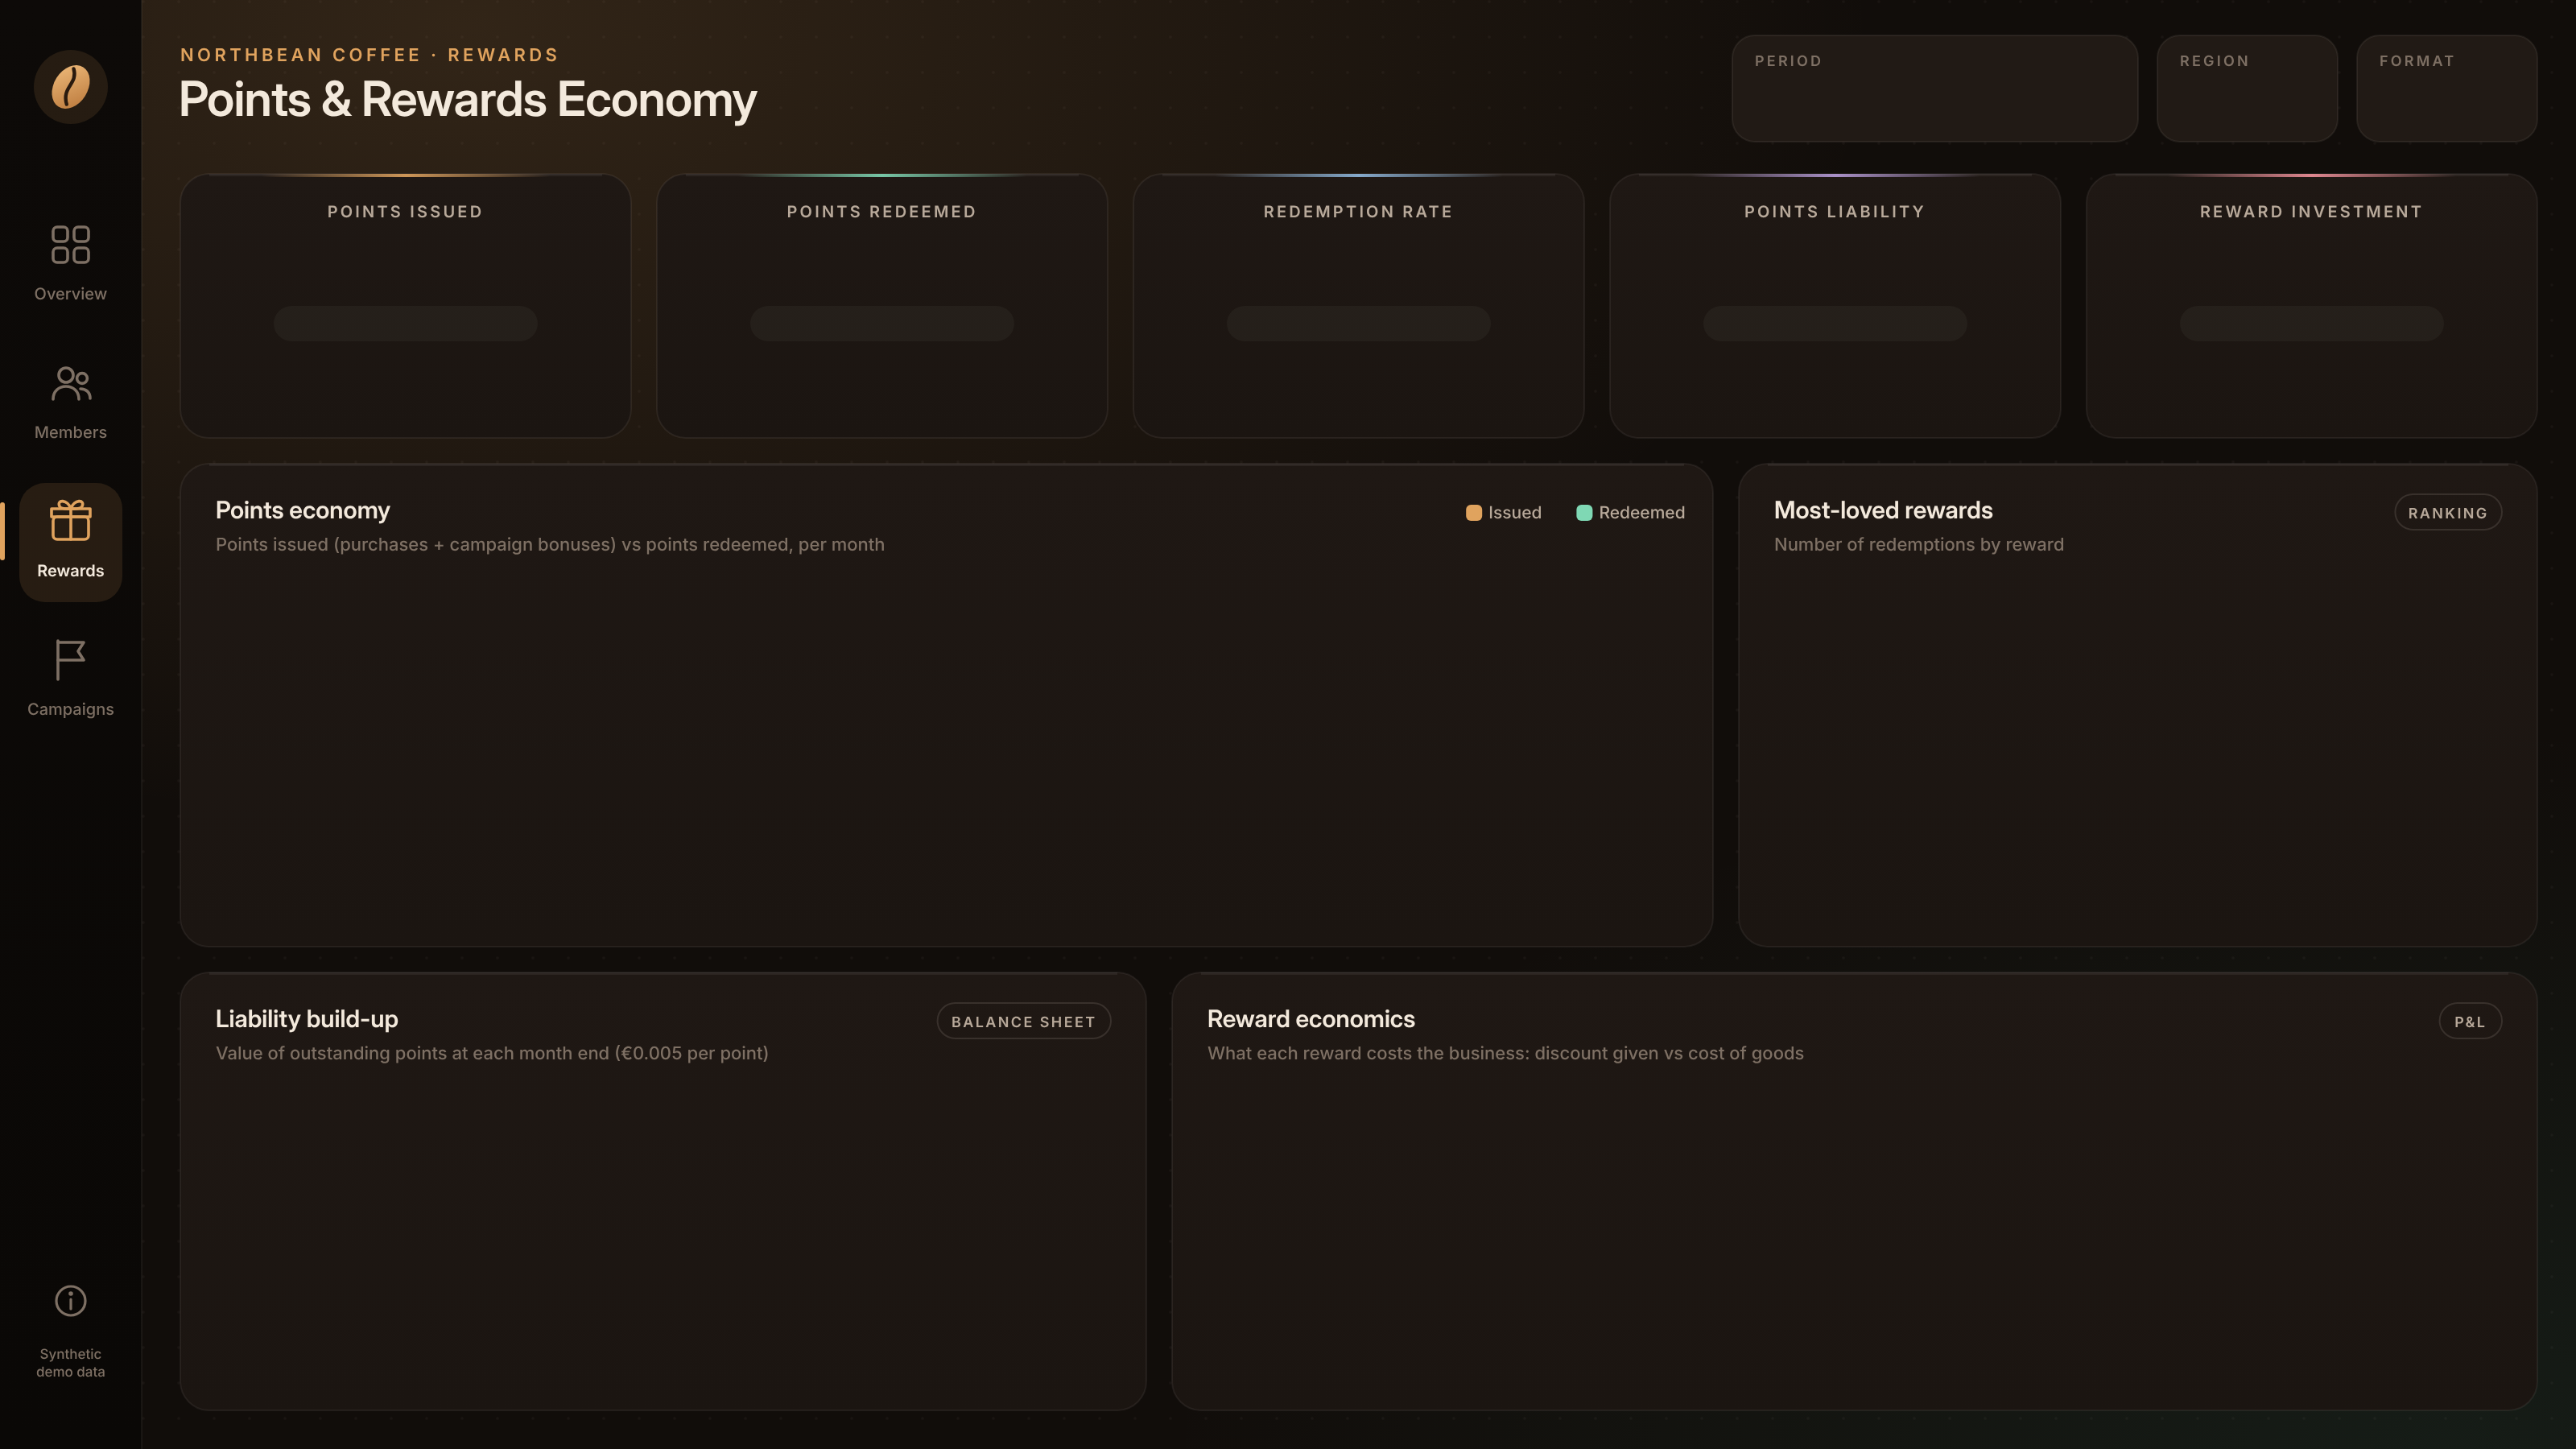 NORTHBEAN COFFEE · REWARDS
Points & Rewards Economy
PERIOD
REGION
FORMAT
Overview
Members
Rewards
Campaigns
Synthetic
demo data
POINTS ISSUED
POINTS REDEEMED
REDEMPTION RATE
POINTS LIABILITY
REWARD INVESTMENT
Points economy
Points issued (purchases + campaign bonuses) vs points redeemed, per month
Issued
Redeemed
Most-loved rewards
Number of redemptions by reward
RANKING
Liability build-up
Value of outstanding points at each month end (€0.005 per point)
BALANCE SHEET
Reward economics
What each reward costs the business: discount given vs cost of goods
P&L